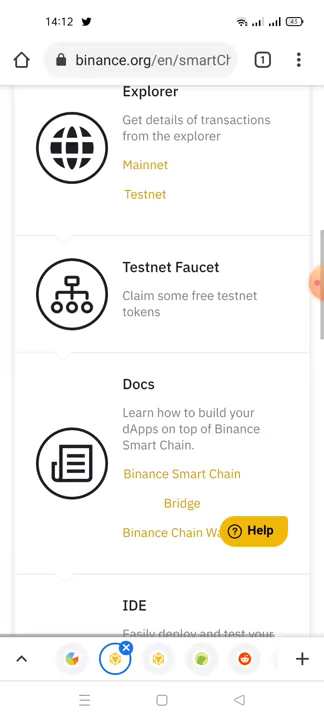 14:12
43
binance.org/en/smartCh
1
Explorer
Get details of transactions
from the explorer
Mainnet
Testnet
Testnet Faucet
Claim some free testnet
tokens
Docs
Learn how to build your
dApps on top of Binance
Smart Chain.
Binance Smart Chain
Bridge
Binance Chain Wa
? Help
IDE
Easily deploy and test your